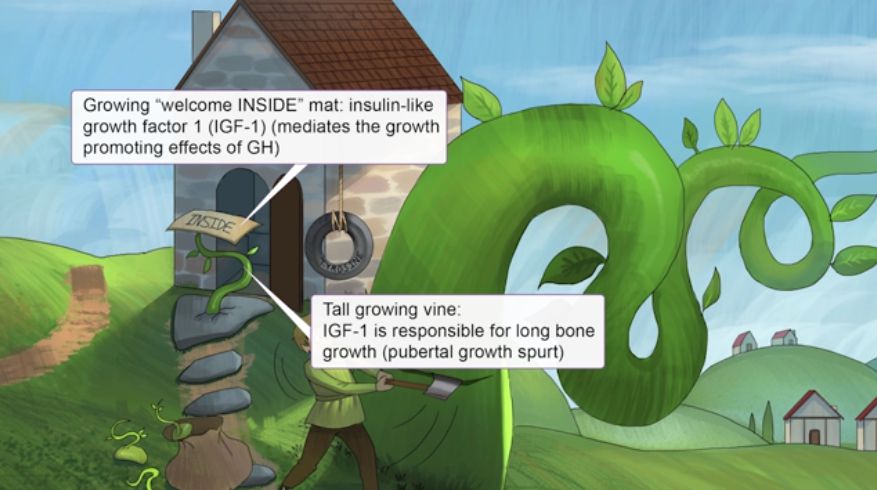 Growing “welcome INSIDE” mat: insulin-like
growth factor 1 (IGF-1) (mediates the growth
promoting effects of GH)
INSIDE
Tall growing vine:
IGF-1 is responsible for long bone
growth (pubertal growth spurt)